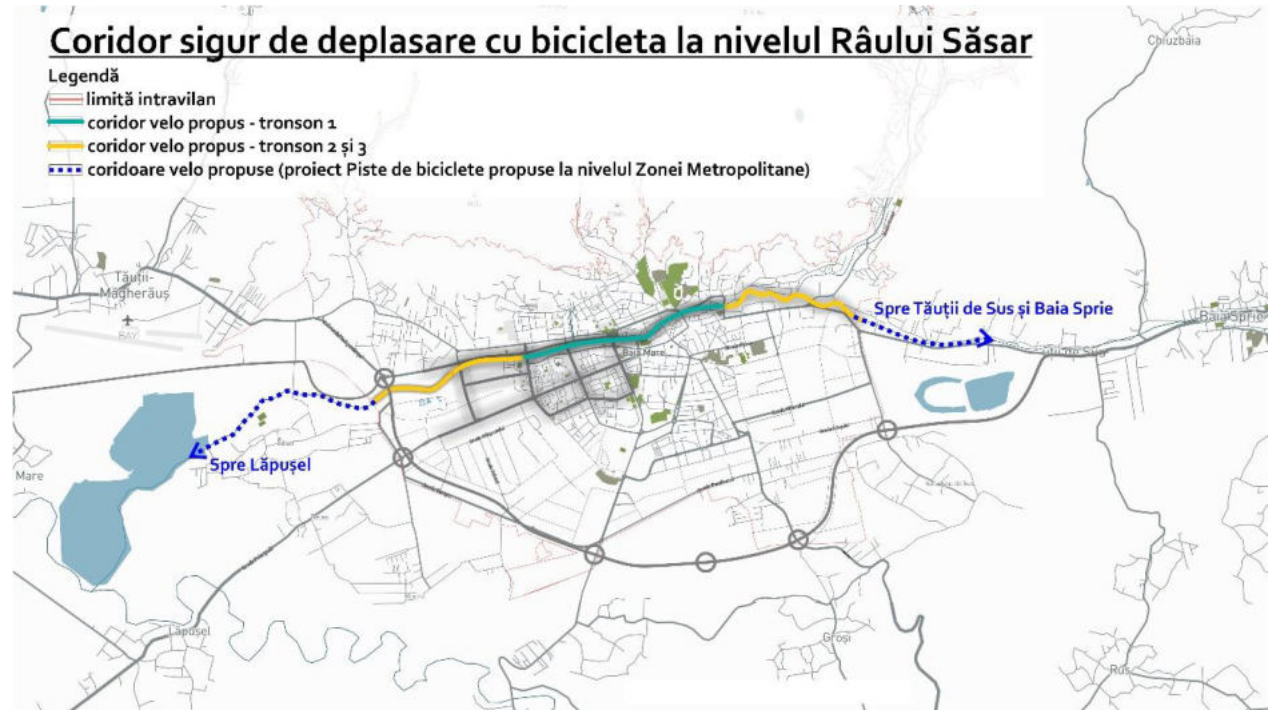 Coridor sigur de deplasare cu bicicleta la nivelul Râului Săsar
Legendă
limită intravilan
coridor velo propus - tronson 1
coridor velo propus - tronson 2 și 3
coridoare velo propuse (proiect Piste de biciclete propuse la nivelul Zonei Metropolitane)
Chiuzbaia
Tăuții-
Măgherăuș
BAY
Spre Tăuții de Sus și Baia Sprie
Baia Sprie
Baia Mare
Spre Lăpușel
Mare
Lăpușel
Groși
Rus